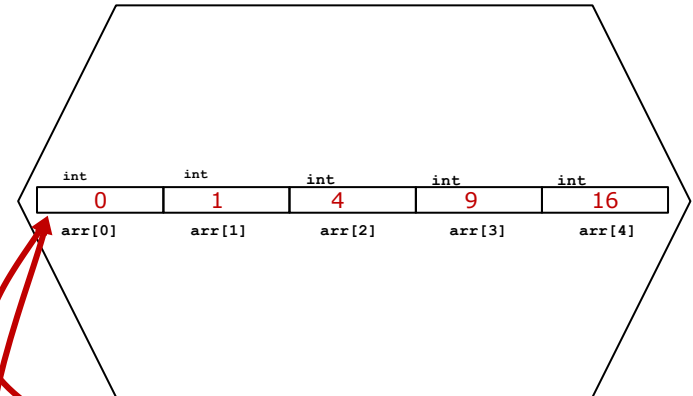 int int int int int
0 1 4 9 16
arr[0] arr[1] arr[2] arr[3] arr[4]